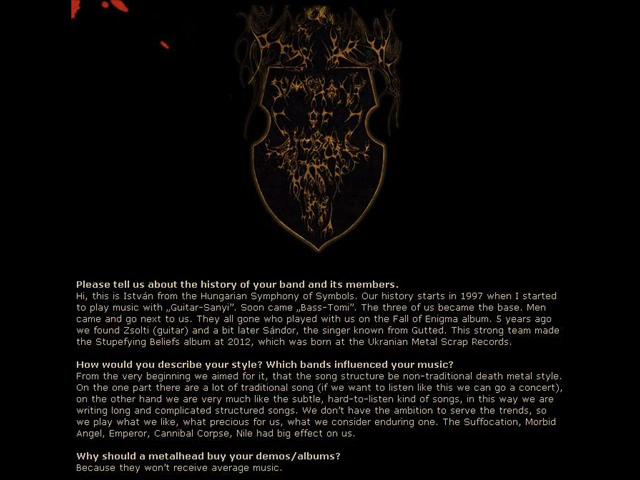 SYMPHONY
OF
SYMBOLS
Please tell us about the history of your band and its members.
Hi, this is István from the Hungarian Symphony of Symbols. Our history starts in 1997 when I started
to play music with „Guitar-Sanyi”. Soon came „Bass-Tomi”. The three of us became the base. Men
came and go next to us. They all gone who played with us on the Fall of Enigma album. 5 years ago
we found Zsolti (guitar) and a bit later Sándor, the singer known from Gutted. This strong team made
the Stupefying Beliefs album at 2012, which was born at the Ukranian Metal Scrap Records.
How would you describe your style? Which bands influenced your music?
From the very beginning we aimed for it, that the song structure be non-traditional death metal style.
On the one part there are a lot of traditional song (if we want to listen like this we can go a concert),
on the other hand we are very much like the subtle, hard-to-listen kind of songs, in this way we are
writing long and complicated structured songs. We don’t have the ambition to serve the trends, so
we play what we like, what precious for us, what we consider enduring one. The Suffocation, Morbid
Angel, Emperor, Cannibal Corpse, Nile had big effect on us.
Why should a metalhead buy your demos/albums?
Because they won’t receive average music.